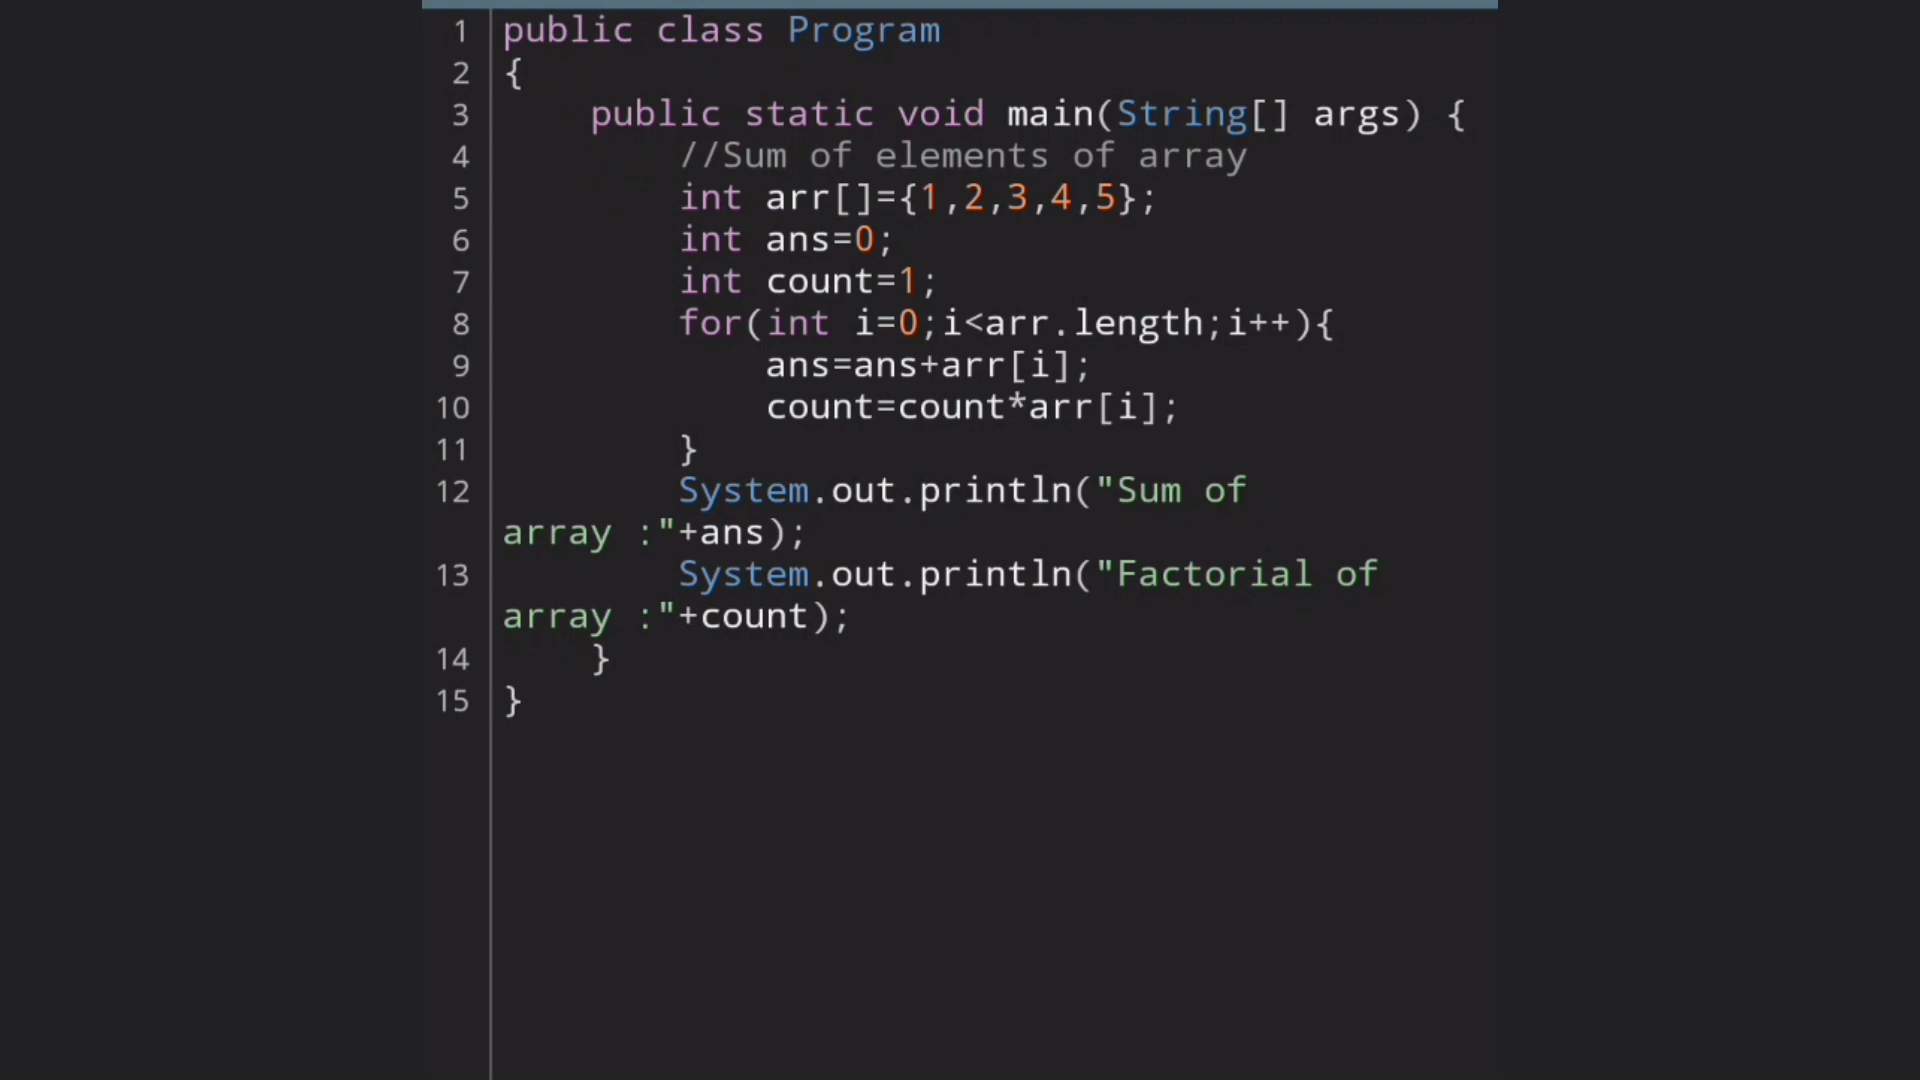 1 public class Program
2 {
3     public static void main(String[] args) {
4         //Sum of elements of array
5         int arr[]={1,2,3,4,5};
6         int ans=0;
7         int count=1;
8         for(int i=0;i<arr.length;i++){
9             ans=ans+arr[i];
10             count=count*arr[i];
11         }
12         System.out.println("Sum of
array :"+ans);
13         System.out.println("Factorial of
array :"+count);
14     }
15 }